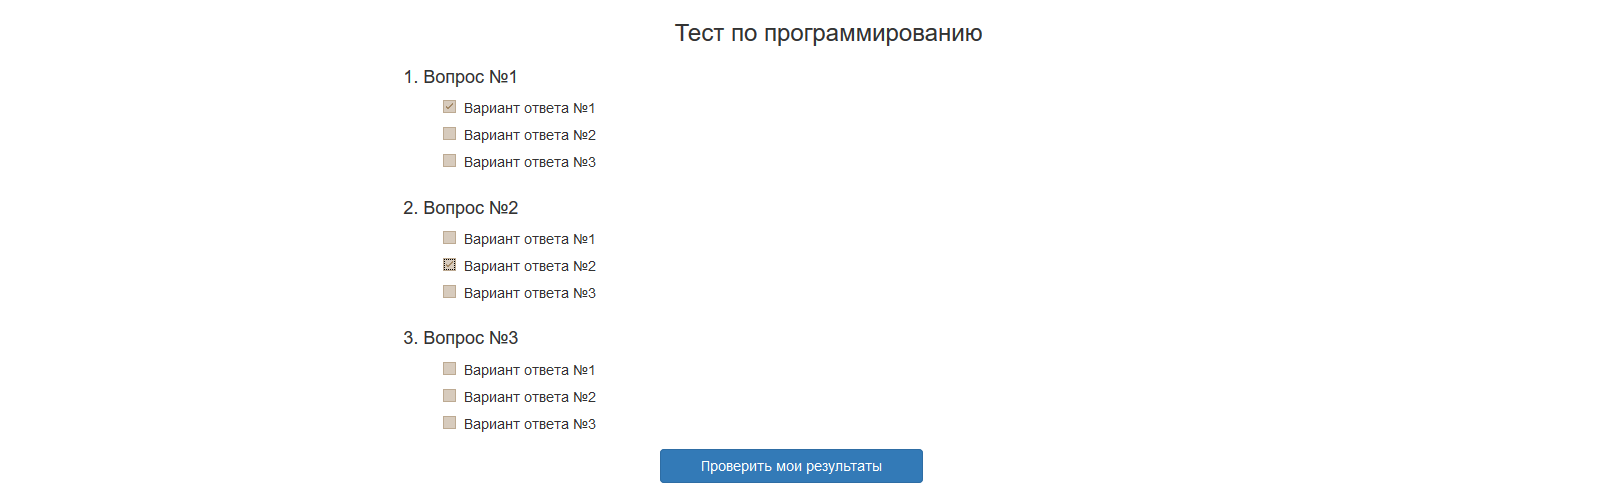 Тест по программированию
1. Вопрос №1
Вариант ответа №1
Вариант ответа №2
Вариант ответа №3
2. Вопрос №2
Вариант ответа №1
Вариант ответа №2
Вариант ответа №3
3. Вопрос №3
Вариант ответа №1
Вариант ответа №2
Вариант ответа №3
Проверить мои результаты